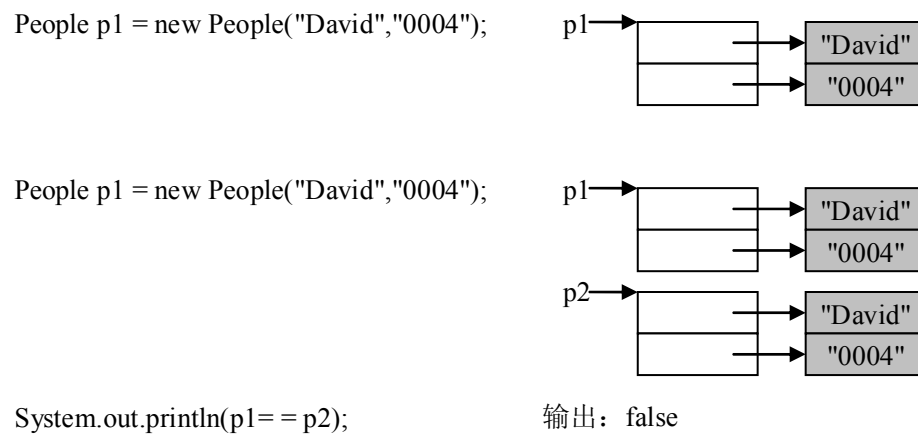 People p1 = new People("David","0004");
p1
"David"
"0004"
People p1 = new People("David","0004");
p1
"David"
"0004"
p2
"David"
"0004"
System.out.println(p1= = p2);
输出：false